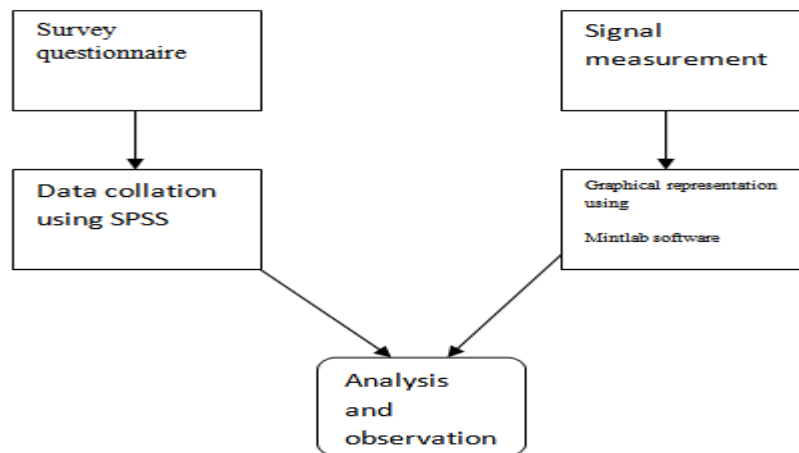 Survey
questionnaire
Signal
measurement
Data collation
using SPSS
Graphical representation
using
Mintlab software
Analysis
and
observation